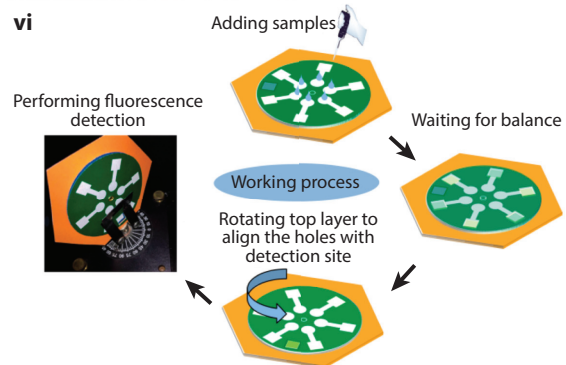 vi
Adding samples
Performing fluorescence
detection
Waiting for balance
Working process
Rotating top layer to
align the holes with
detection site